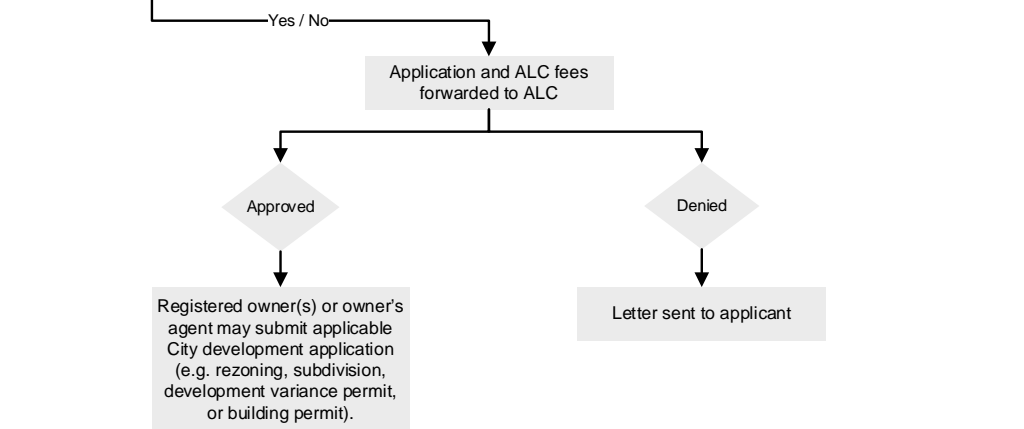 Yes / No
Application and ALC fees
forwarded to ALC
Approved
Denied
Registered owner(s) or owner's
agent may submit applicable
City development application
(e.g. rezoning, subdivision,
development variance permit,
or building permit).
Letter sent to applicant